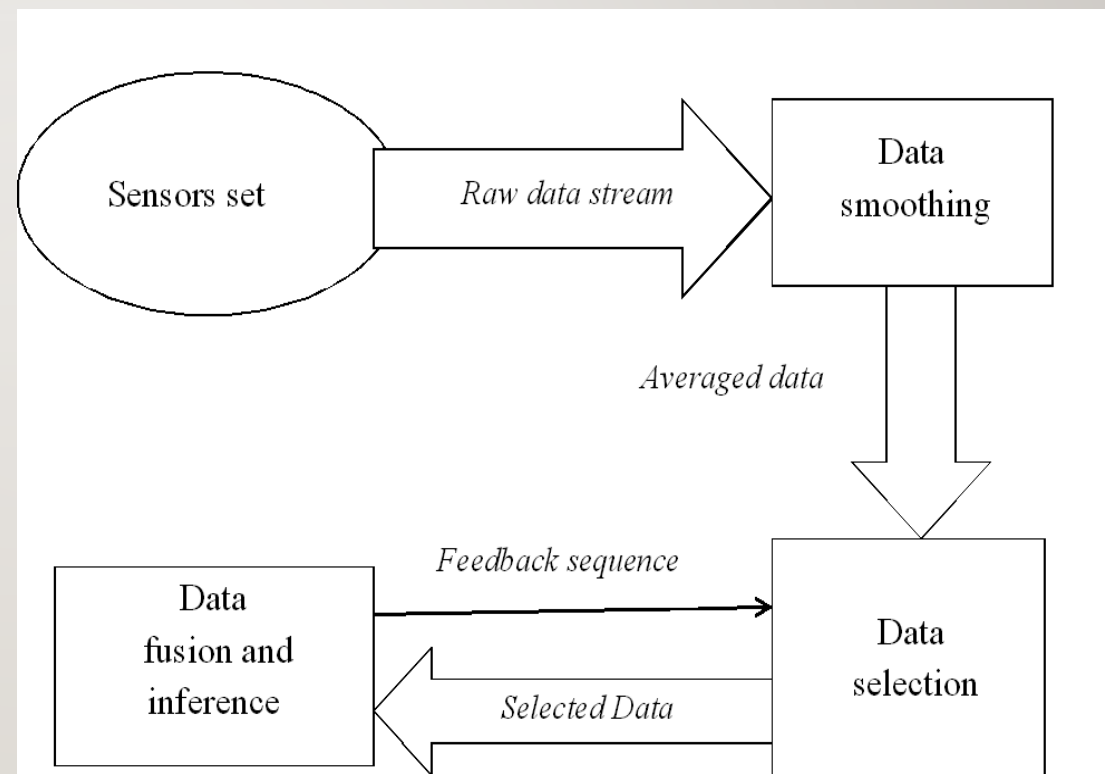 Sensors set
Raw data stream
Data
smoothing
Averaged data
Feedback sequence
Data
fusion and
inference
Selected Data
Data
selection